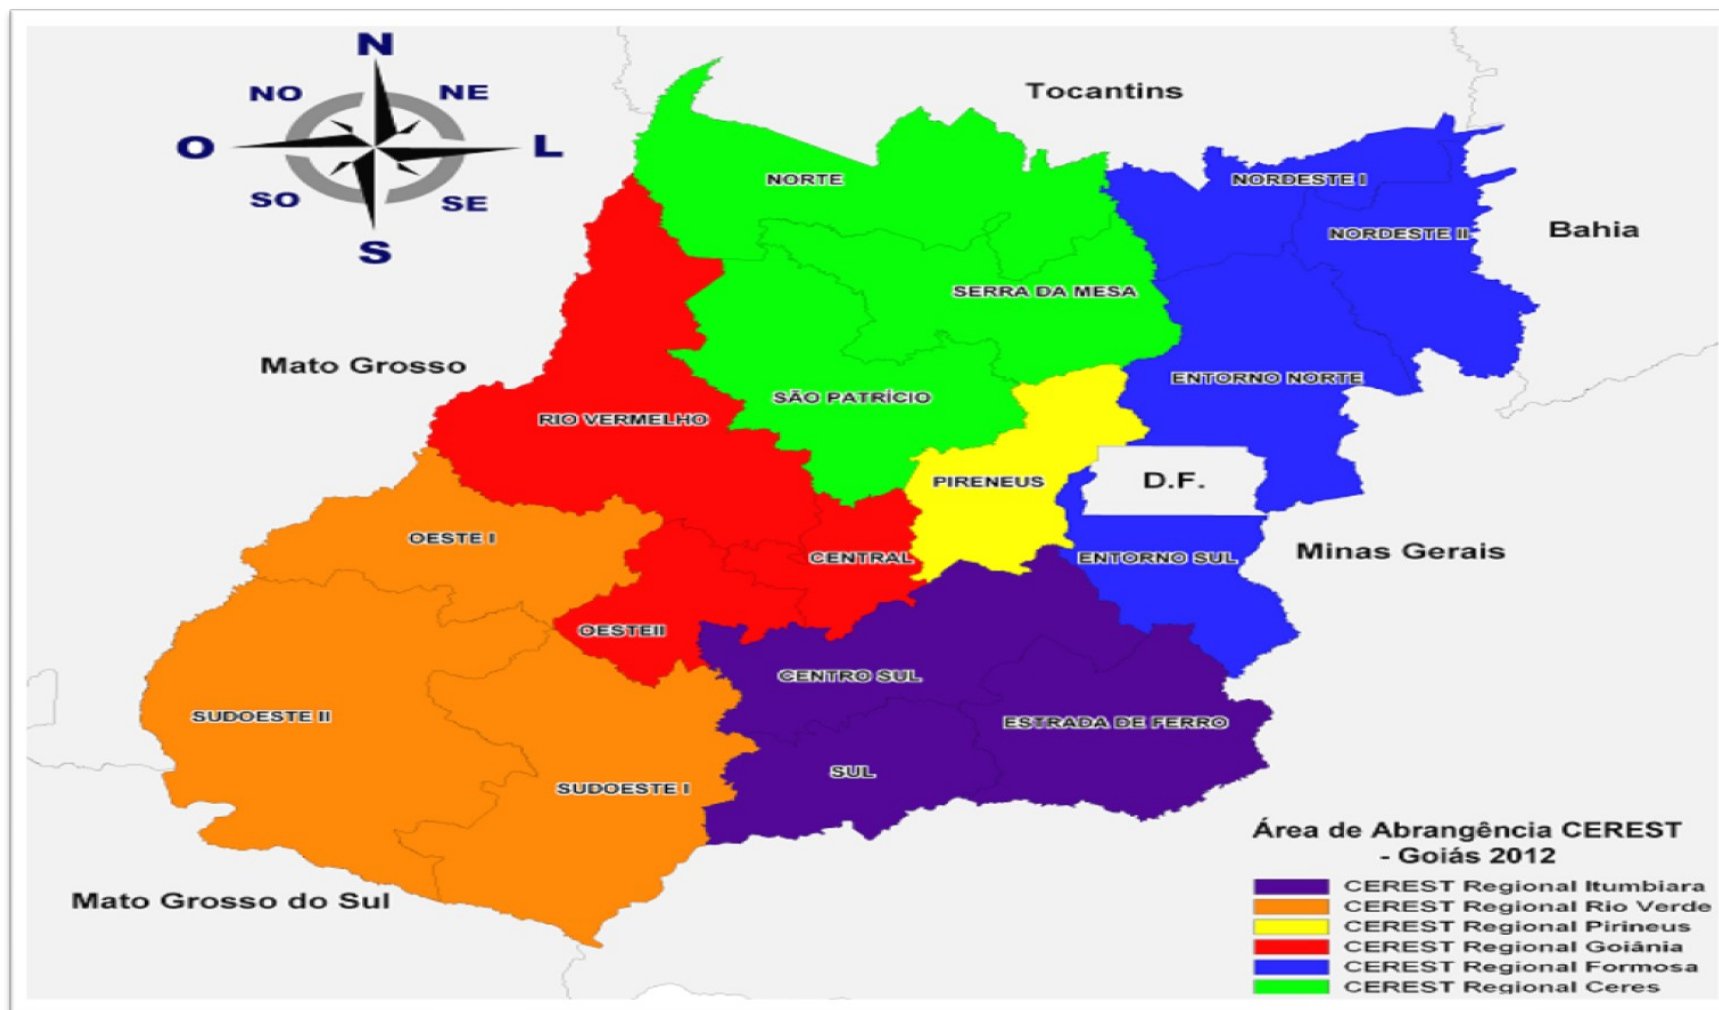 N
NO
NE
O
L
SO
SE
S
Tocantins
NORTE
NORDESTE I
NORDESTE II
Bahia
SERRA DA MESA
Mato Grosso
ENTORNO NORTE
SÃO PATRÍCIO
RIO VERMELHO
PIRENEUS
D.F.
OESTE I
CENTRAL
ENTORNO SUL
Minas Gerais
OESTEII
CENTRO SUL
SUDOESTE II
ESTRADA DE FERRO
SUL
SUDOESTE I
Mato Grosso do Sul
Área de Abrangência CEREST
- Goiás 2012
CEREST Regional Itumbiara
CEREST Regional Rio Verde
CEREST Regional Pirineus
CEREST Regional Goiânia
CEREST Regional Formosa
CEREST Regional Ceres